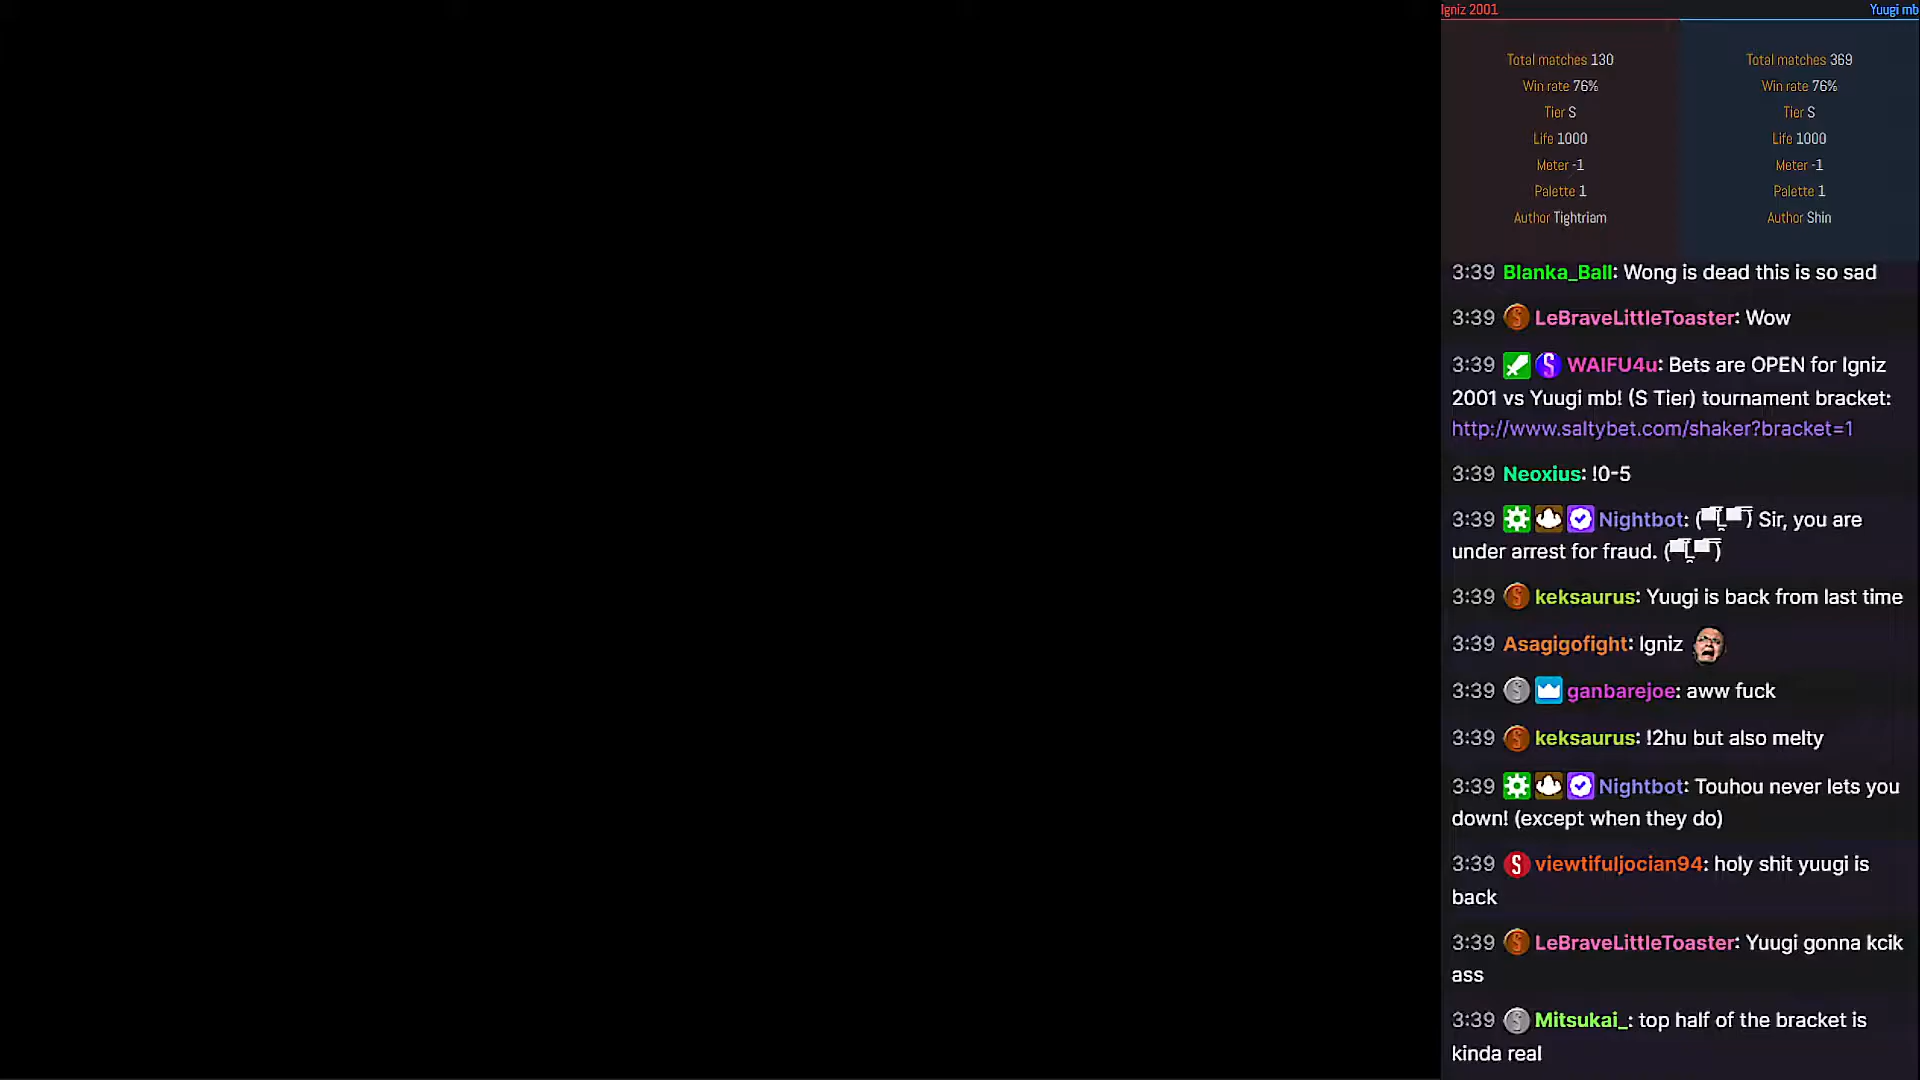 Igniz 2001 Yuugi mb
Total matches 130 Total matches 369
Win rate 76% Win rate 76%
Tier S Tier S
Life 1000 Life 1000
Meter -1 Meter -1
Palette 1 Palette 1
Author Tightriam Author Shin
3:39 Blanka_Ball: Wong is dead this is so sad
3:39 LeBraveLittleToaster: Wow
3:39 WAIFU4u: Bets are OPEN for Igniz
2001 vs Yuugi mb! (S Tier) tournament bracket:
http://www.saltybet.com/shaker?bracket=1
3:39 Neoxius: !0-5
3:39 Nightbot: ( ▀ ͜͞ʖ▀) Sir, you are
under arrest for fraud. ( ▀ ͜͞ʖ▀)
3:39 keksaurus: Yuugi is back from last time
3:39 Asagigofight: Igniz
3:39 ganbarejoe: aww fuck
3:39 keksaurus: !2hu but also melty
3:39 Nightbot: Touhou never lets you
down! (except when they do)
3:39 viewtifuljocian94: holy shit yuugi is
back
3:39 LeBraveLittleToaster: Yuugi gonna kcik
ass
3:39 Mitsukai_: top half of the bracket is
kinda real